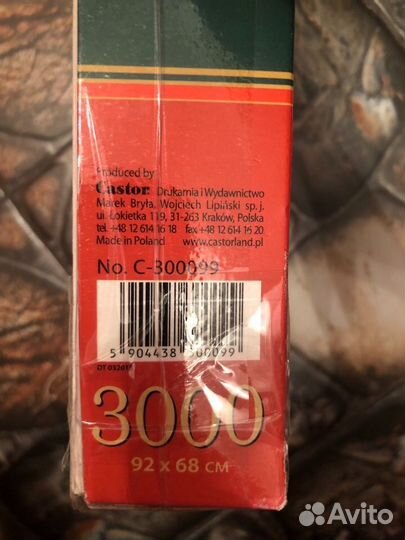 Produced by
Castor Drukarnia i Wydawnictwo
Marek Bryła, Wojciech Lipiński sp. j.
ul. Łokietka 119, 31-263 Kraków, Polska
tel. +48 12 614 16 18 fax +48 12 614 16 20
Made in Poland www.castorland.pl
No. C-300099
5 904438 300099
3000
92 x 68 CM
Avito